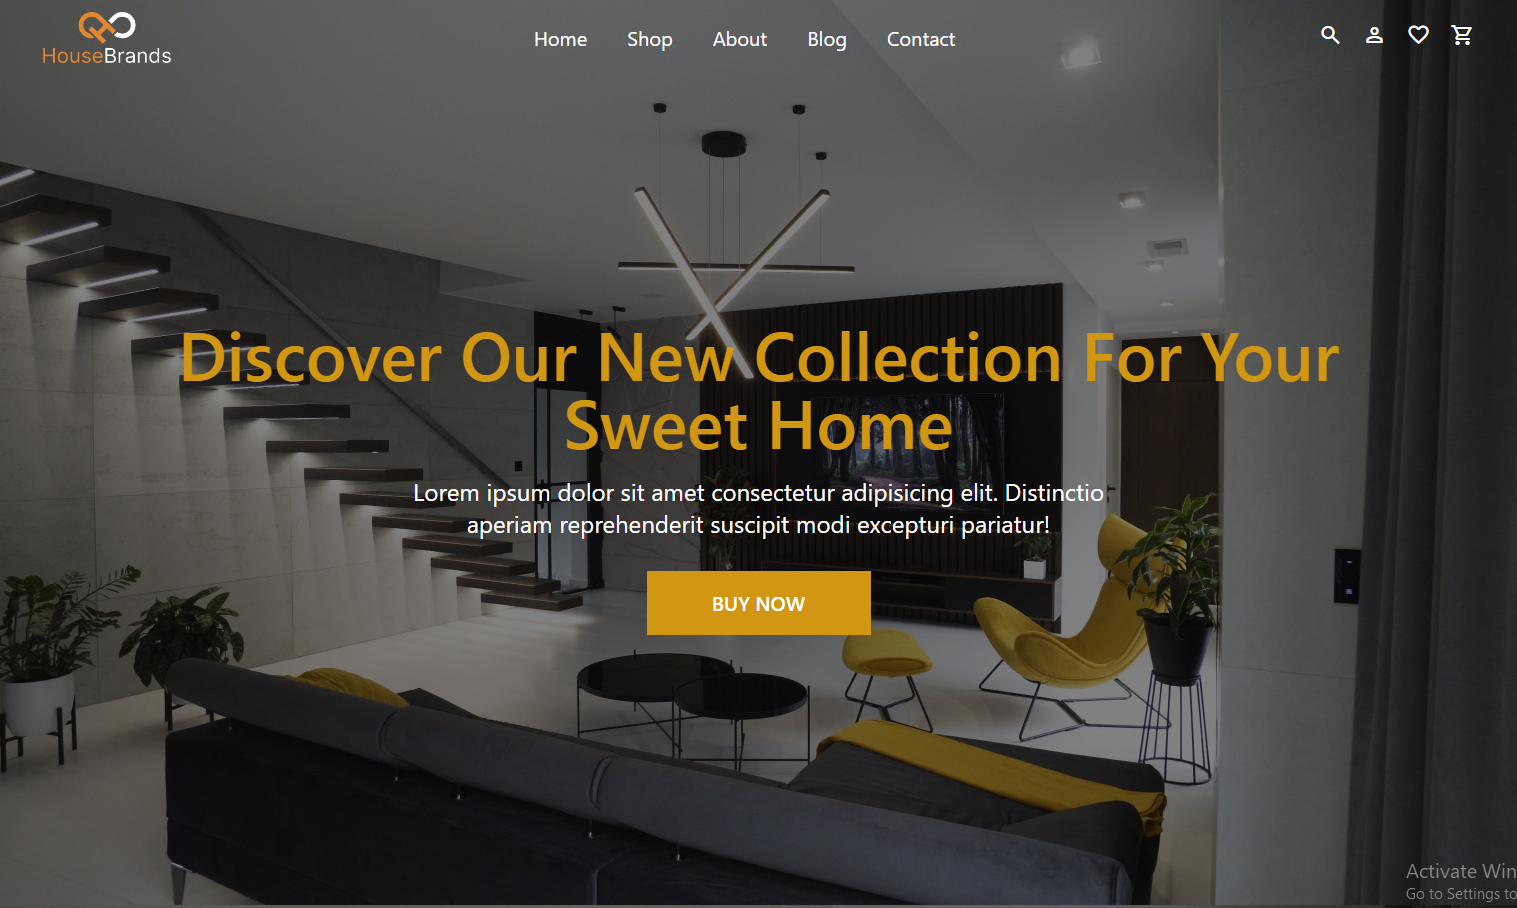 HouseBrands
Home Shop About Blog Contact
Discover Our New Collection For Your
Sweet Home
Lorem ipsum dolor sit amet consectetur adipisicing elit. Distinctio
aperiam reprehenderit suscipit modi excepturi pariatur!
BUY NOW
Activate Win
Go to Settings to